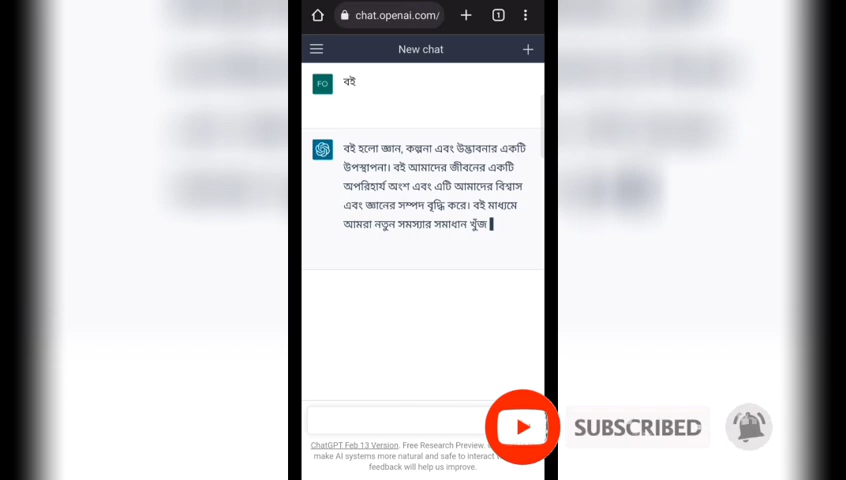 chat.openai.com/
1
New chat
FO
বই
বই হলো জ্ঞান, কল্পনা এবং উদ্ভাবনার একটি
উপস্থাপনা। বই আমাদের জীবনের একটি
অপরিহার্য অংশ এবং এটি আমাদের বিশ্বাস
এবং জ্ঞানের সম্পদ বৃদ্ধি করে। বই মাধ্যমে
আমরা নতুন সমস্যার সমাধান খুঁজ
ChatGPT Feb 13 Version. Free Research Preview.
make AI systems more natural and safe to interact
feedback will help us improve.
SUBSCRIBED